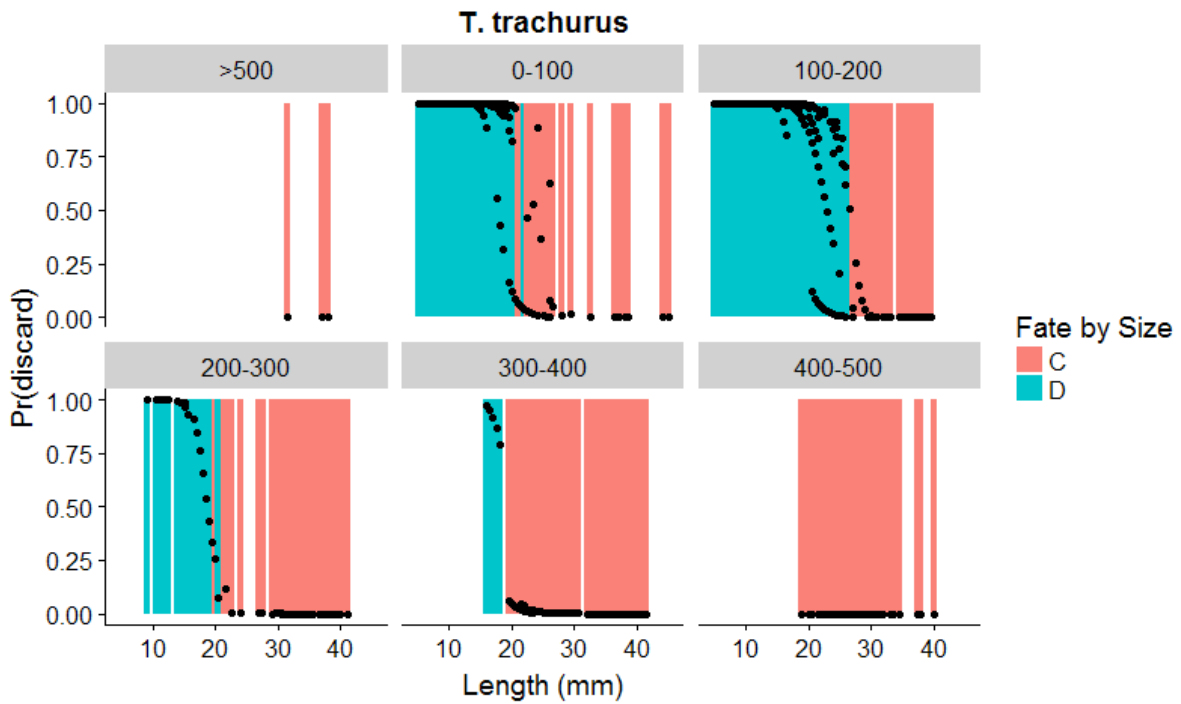 T. trachurus
>500 0-100 100-200
1.00
0.75
0.50
0.25
0.00
200-300 300-400 400-500
1.00
0.75
0.50
0.25
0.00
10 20 30 40 10 20 30 40 10 20 30 40
Length (mm)
Pr(discard)
Fate by Size
C
D